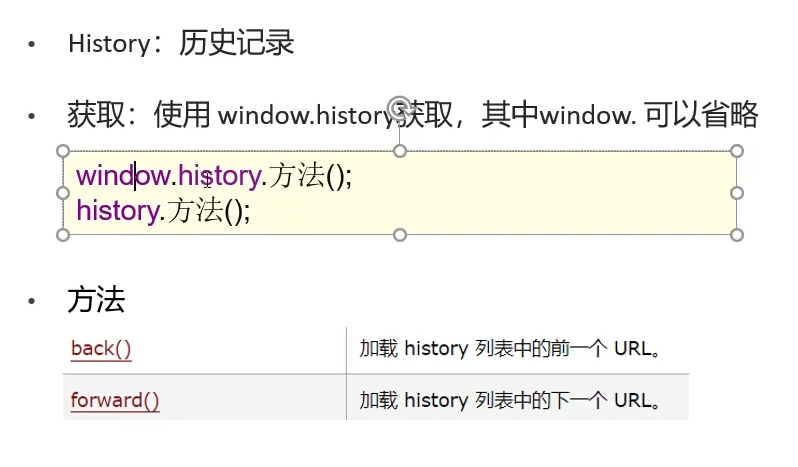 • History：历史记录
• 获取：使用 window.history获取，其中window. 可以省略
window.history.方法();
history.方法();
• 方法
back() 加载 history 列表中的前一个 URL。
forward() 加载 history 列表中的下一个 URL。